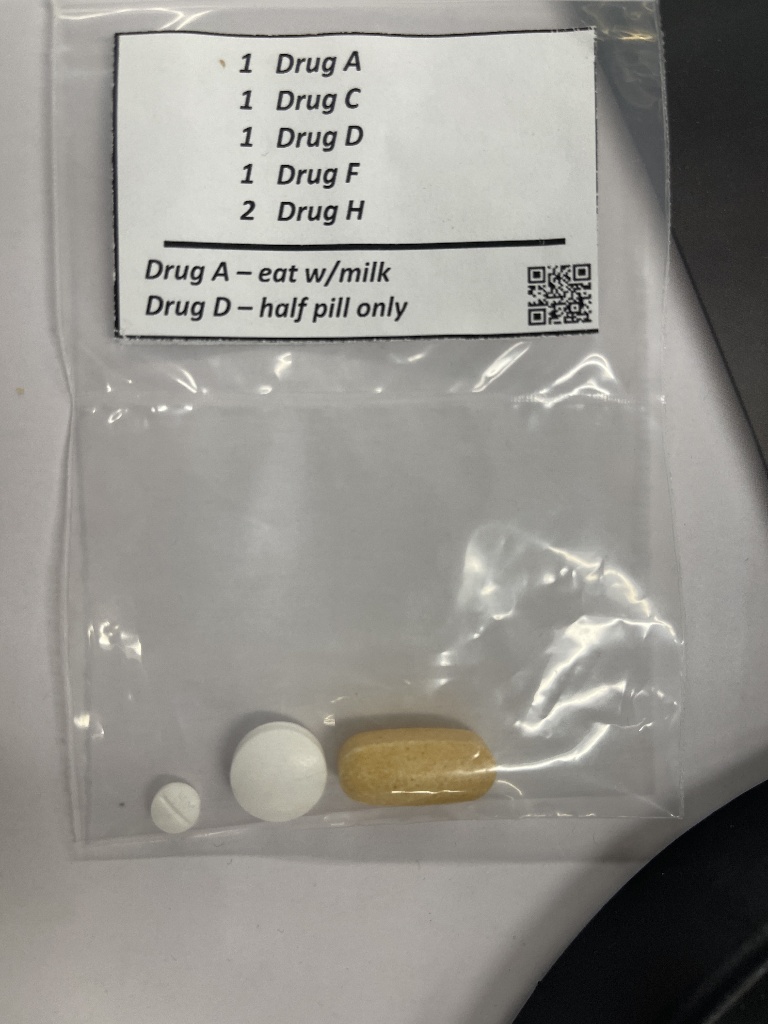 1 Drug A
1 Drug C
1 Drug D
1 Drug F
2 Drug H
Drug A – eat w/milk
Drug D – half pill only